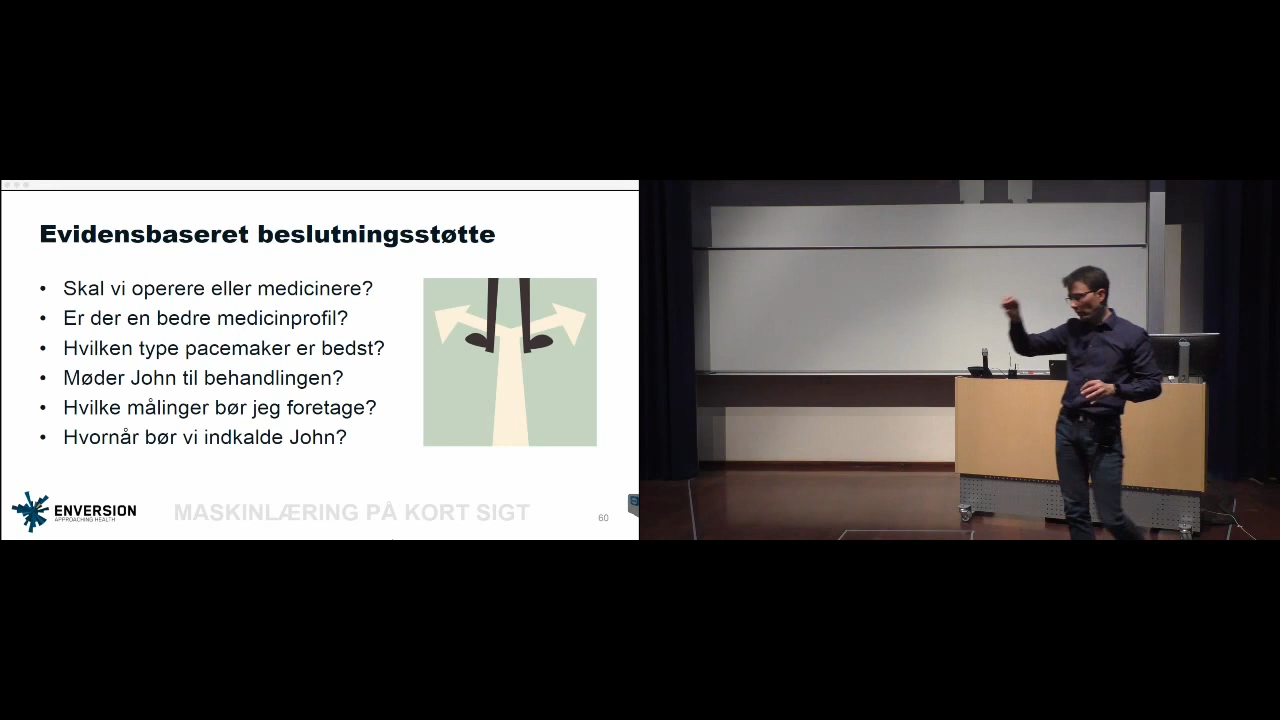 Evidensbaseret beslutningsstøtte
• Skal vi operere eller medicinere?
• Er der en bedre medicinprofil?
• Hvilken type pacemaker er bedst?
• Møder John til behandlingen?
• Hvilke målinger bør jeg foretage?
• Hvornår bør vi indkalde John?
ENVERSION
APPROACHING HEALTH
MASKINLÆRING PÅ KORT SIGT
60